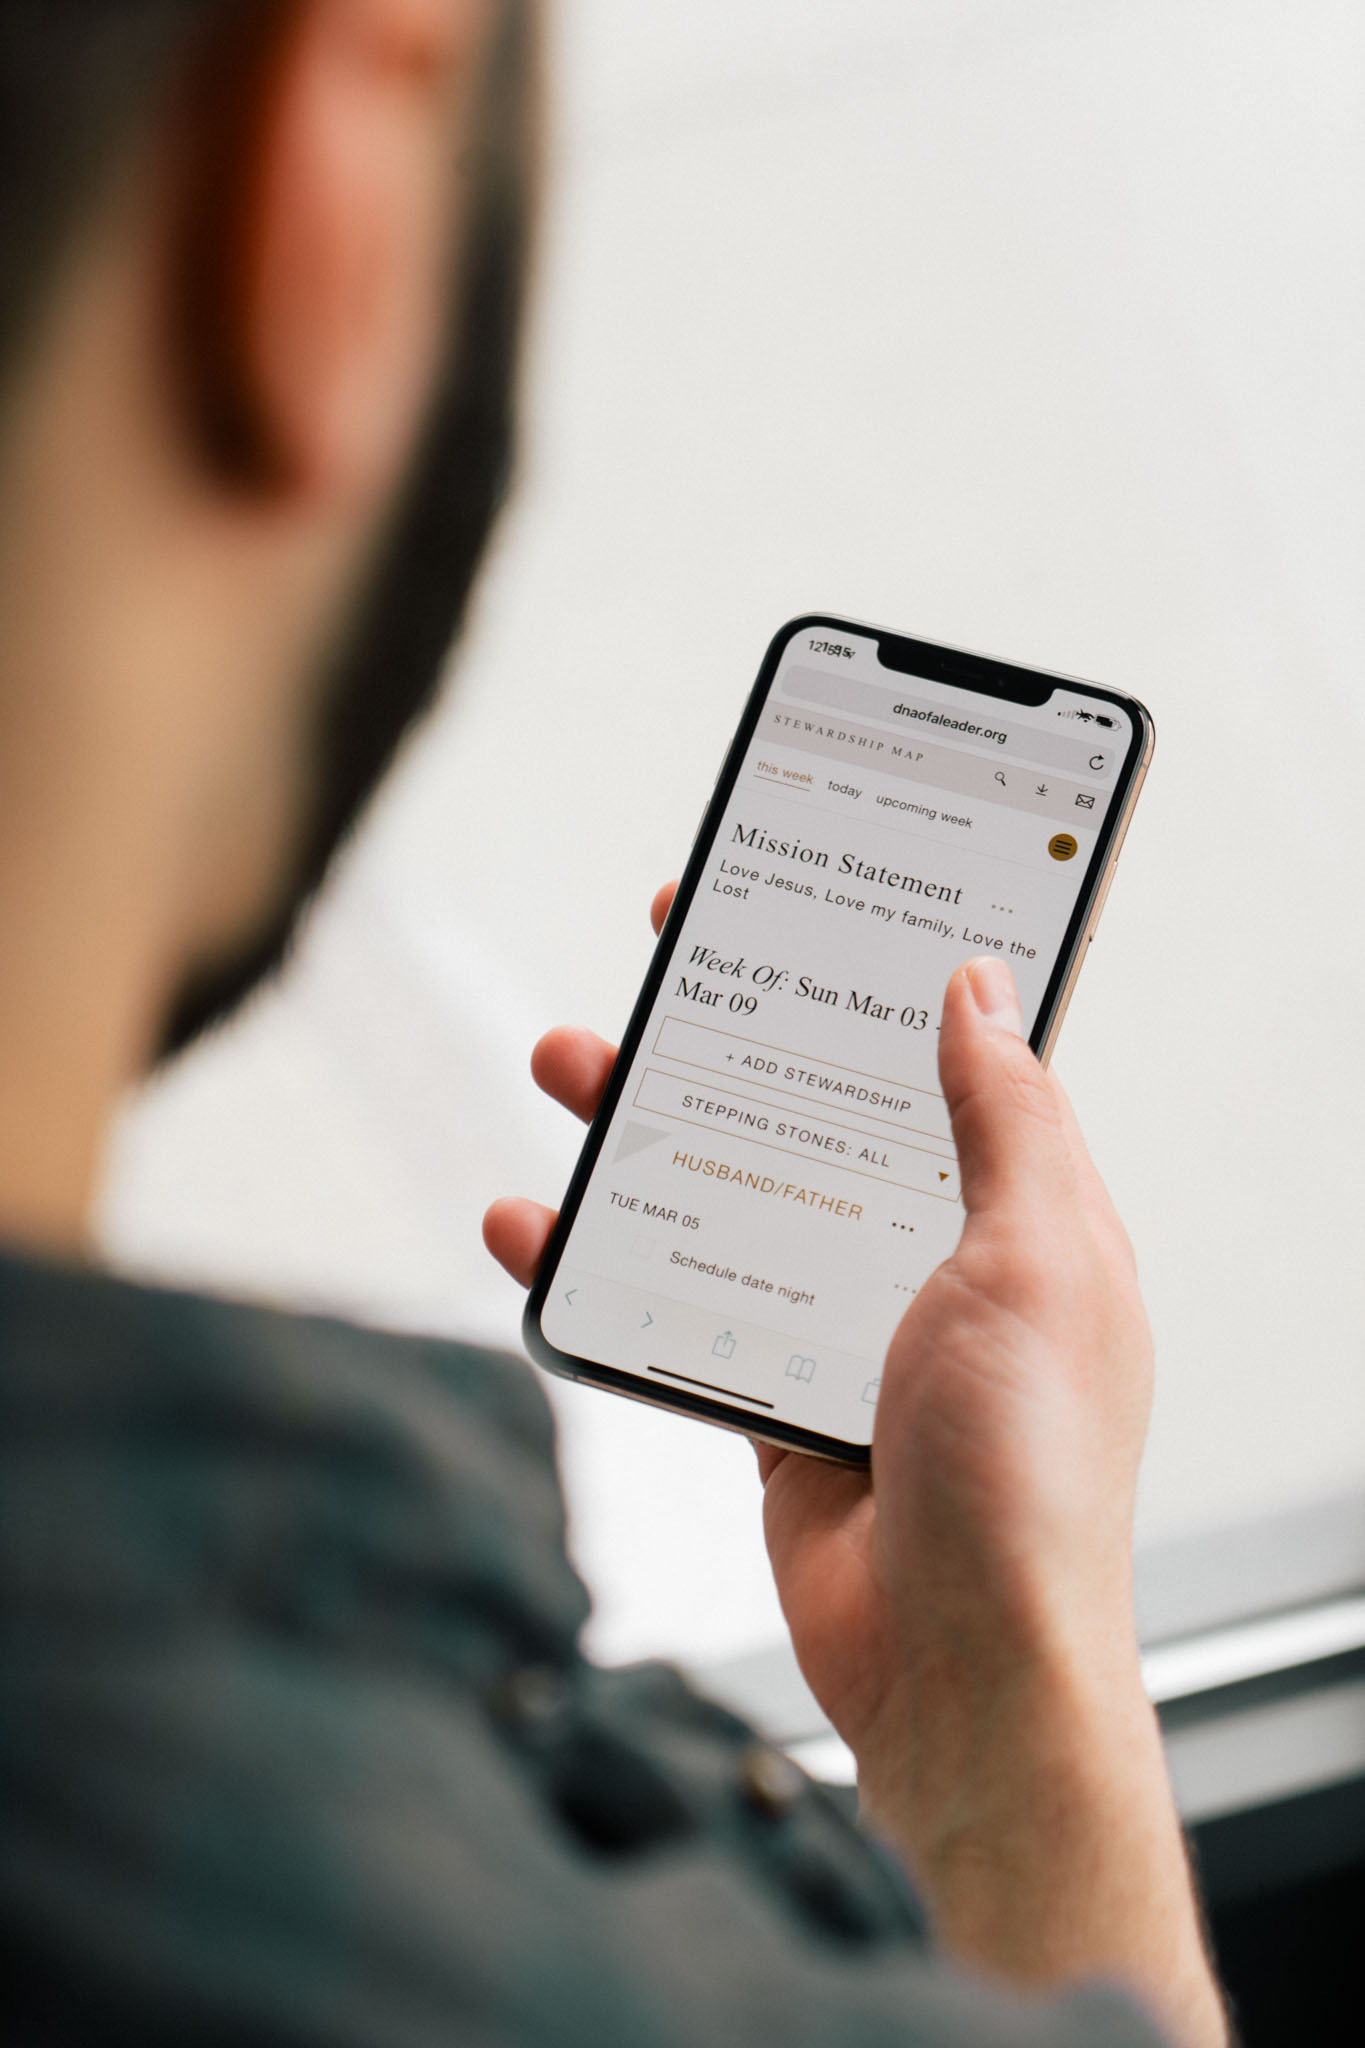 dnaofaleader.org
STEWARDSHIP MAP
this week today upcoming week
Mission Statement
Love Jesus, Love my family, Love the
Lost
Week Of: Sun Mar 03 -
Mar 09
+ ADD STEWARDSHIP
STEPPING STONES: ALL
HUSBAND/FATHER
TUE MAR 05
Schedule date night